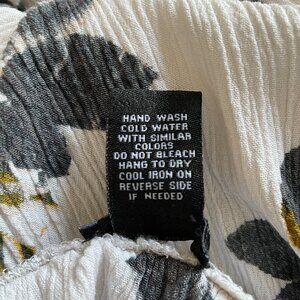 HAND WASH
COLD WATER
WITH SIMILAR
COLORS
DO NOT BLEACH
HANG TO DRY
COOL IRON ON
REVERSE SIDE
IF NEEDED